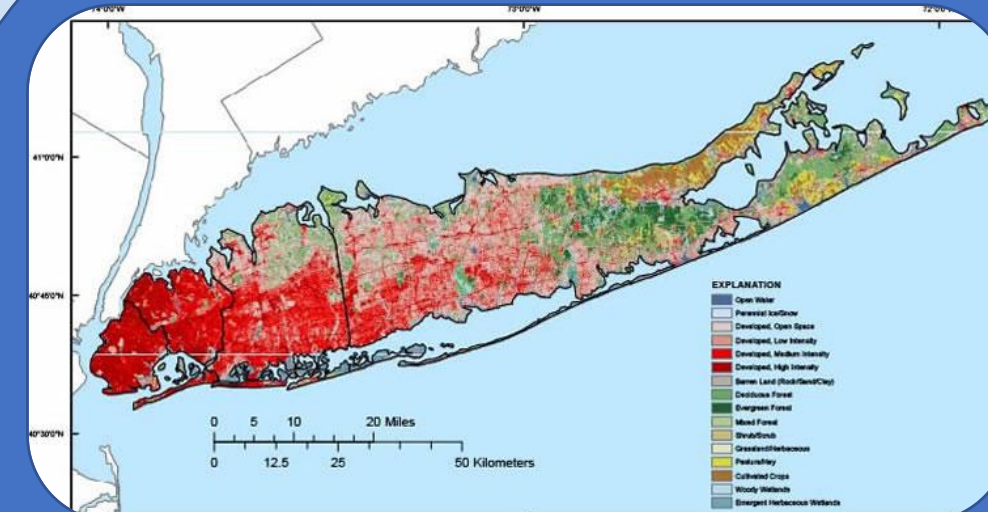 74°0'0"W
73°0'0"W
72°0'0"W
41°0'0"N
40°45'0"N
40°30'0"N
EXPLANATION
Open Water
Perennial Ice/Snow
Developed, Open Space
Developed, Low Intensity
Developed, Medium Intensity
Developed, High Intensity
Barren Land (Rock/Sand/Clay)
Deciduous Forest
Evergreen Forest
Mixed Forest
Shrub/Scrub
Grassland/Herbaceous
Pasture/Hay
Cultivated Crops
Woody Wetlands
Emergent Herbaceous Wetlands
0 5 10 20 Miles
0 12.5 25 50 Kilometers